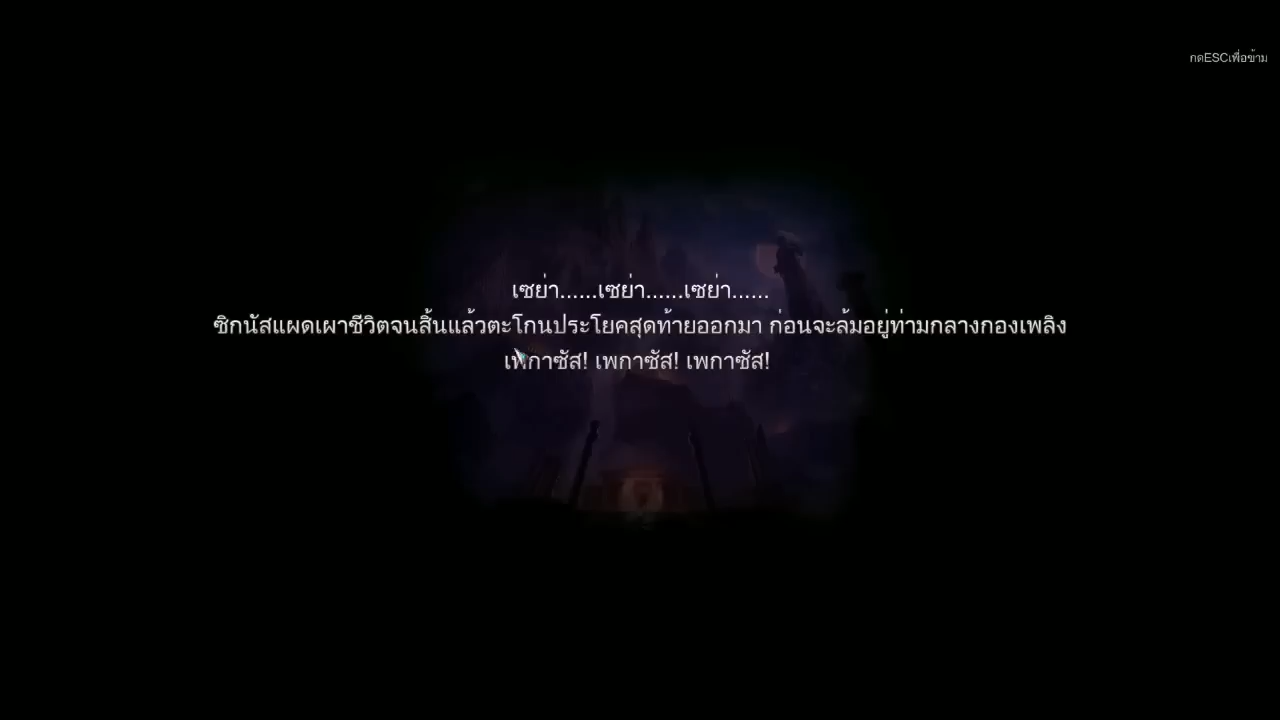 กดESCเพื่อข้าม
เซย่า......เซย่า......เซย่า......
ซิกนัสแผดเผาชีวิตจนสิ้นแล้วตะโกนประโยคสุดท้ายออกมา ก่อนจะล้มอยู่ท่ามกลางกองเพลิง
เพกาซัส! เพกาซัส! เพกาซัส!